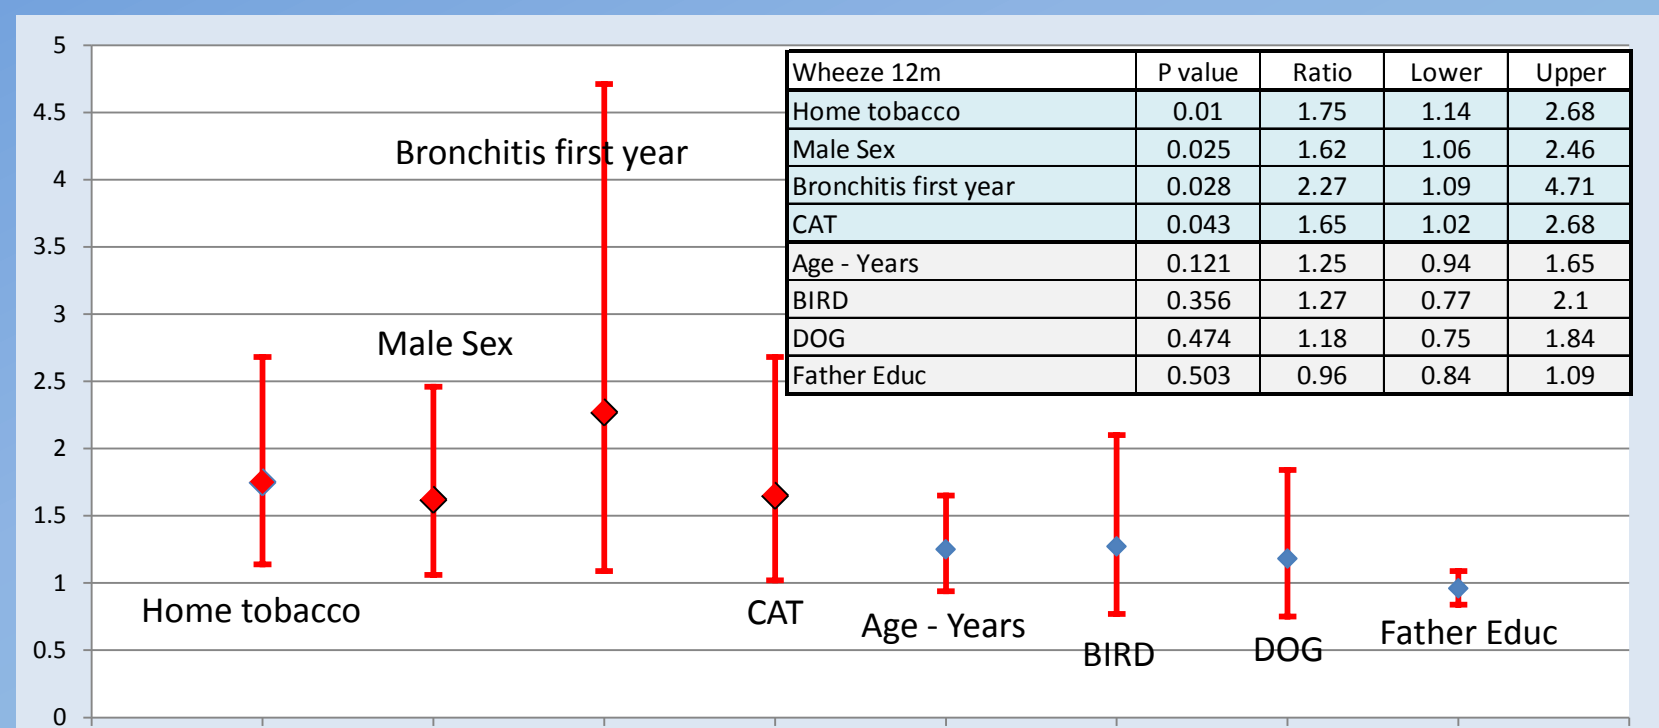 5
4.5
4
3.5
3
2.5
2
1.5
1
0.5
0
Bronchitis first year
Male Sex
Home tobacco
CAT
Age - Years
BIRD
DOG
Father Educ
Wheeze 12m P value Ratio Lower Upper
Home tobacco 0.01 1.75 1.14 2.68
Male Sex 0.025 1.62 1.06 2.46
Bronchitis first year 0.028 2.27 1.09 4.71
CAT 0.043 1.65 1.02 2.68
Age - Years 0.121 1.25 0.94 1.65
BIRD 0.356 1.27 0.77 2.1
DOG 0.474 1.18 0.75 1.84
Father Educ 0.503 0.96 0.84 1.09